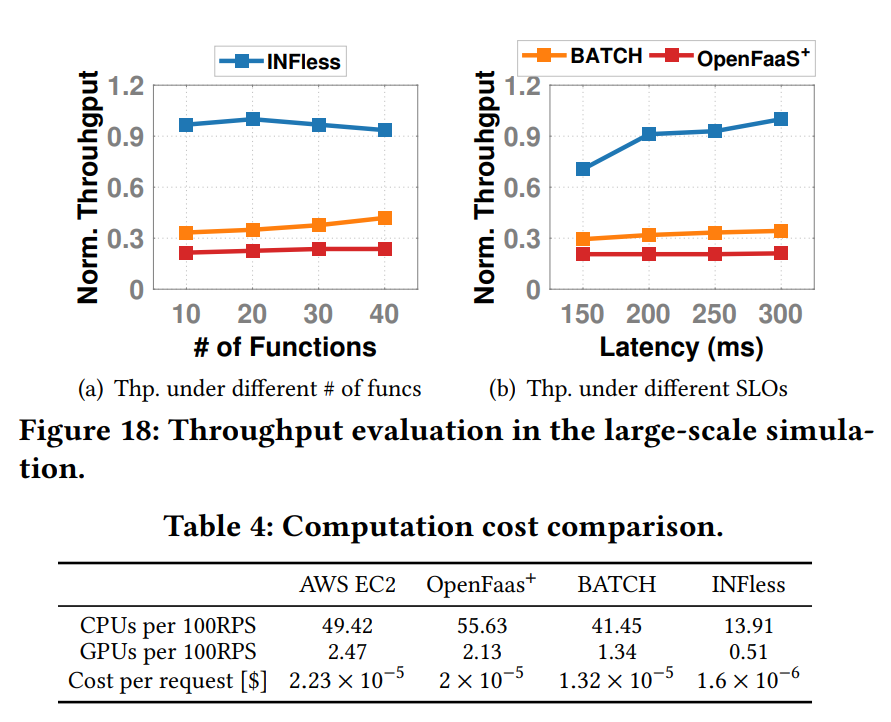 INFless
Norm. Throuhgput
1.2
0.9
0.6
0.3
0
10 20 30 40
# of Functions
(a) Thp. under different # of funcs
BATCH OpenFaaS⁺
Norm. Throuhgput
1.2
0.9
0.6
0.3
0
150 200 250 300
Latency (ms)
(b) Thp. under different SLOs
Figure 18: Throughput evaluation in the large-scale simula-
tion.
Table 4: Computation cost comparison.
AWS EC2 OpenFaas⁺ BATCH INFless
CPUs per 100RPS 49.42 55.63 41.45 13.91
GPUs per 100RPS 2.47 2.13 1.34 0.51
Cost per request [$] 2.23 × 10⁻⁵ 2 × 10⁻⁵ 1.32 × 10⁻⁵ 1.6 × 10⁻⁶